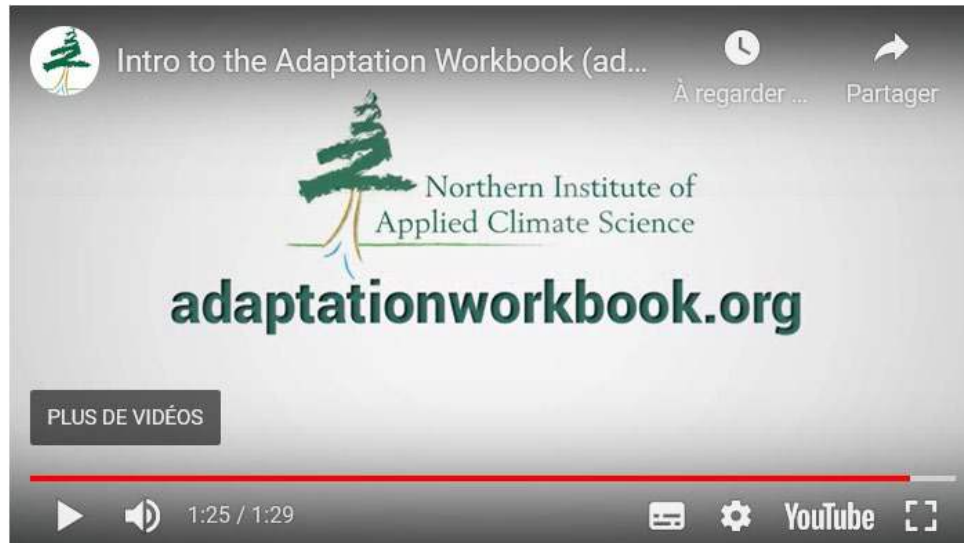 Intro to the Adaptation Workbook (ad...
À regarder ...
Partager
Northern Institute of
Applied Climate Science
adaptationworkbook.org
PLUS DE VIDÉOS
1:25 / 1:29
YouTube